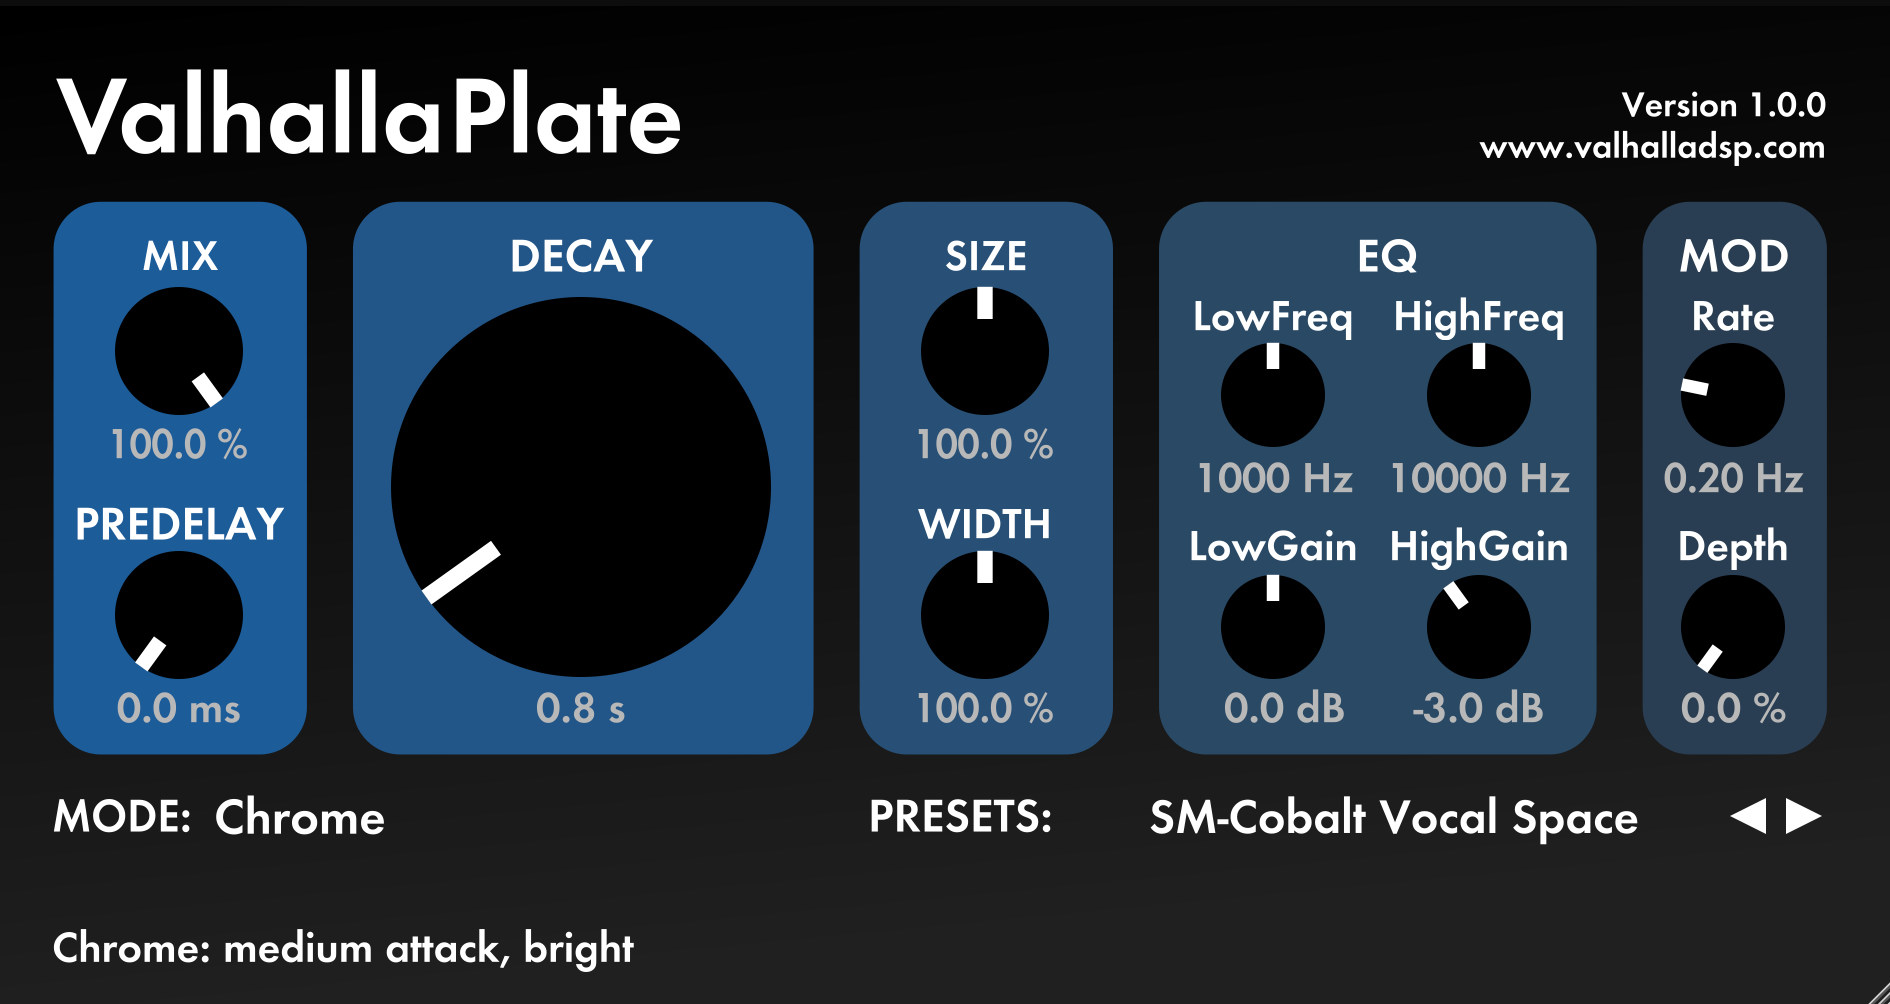 ValhallaPlate
Version 1.0.0
www.valhalladsp.com
MIX
100.0 %
PREDELAY
0.0 ms
DECAY
0.8 s
SIZE
100.0 %
WIDTH
100.0 %
EQ
LowFreq HighFreq
1000 Hz 10000 Hz
LowGain HighGain
0.0 dB -3.0 dB
MOD
Rate
0.20 Hz
Depth
0.0 %
MODE: Chrome
PRESETS: SM-Cobalt Vocal Space
Chrome: medium attack, bright